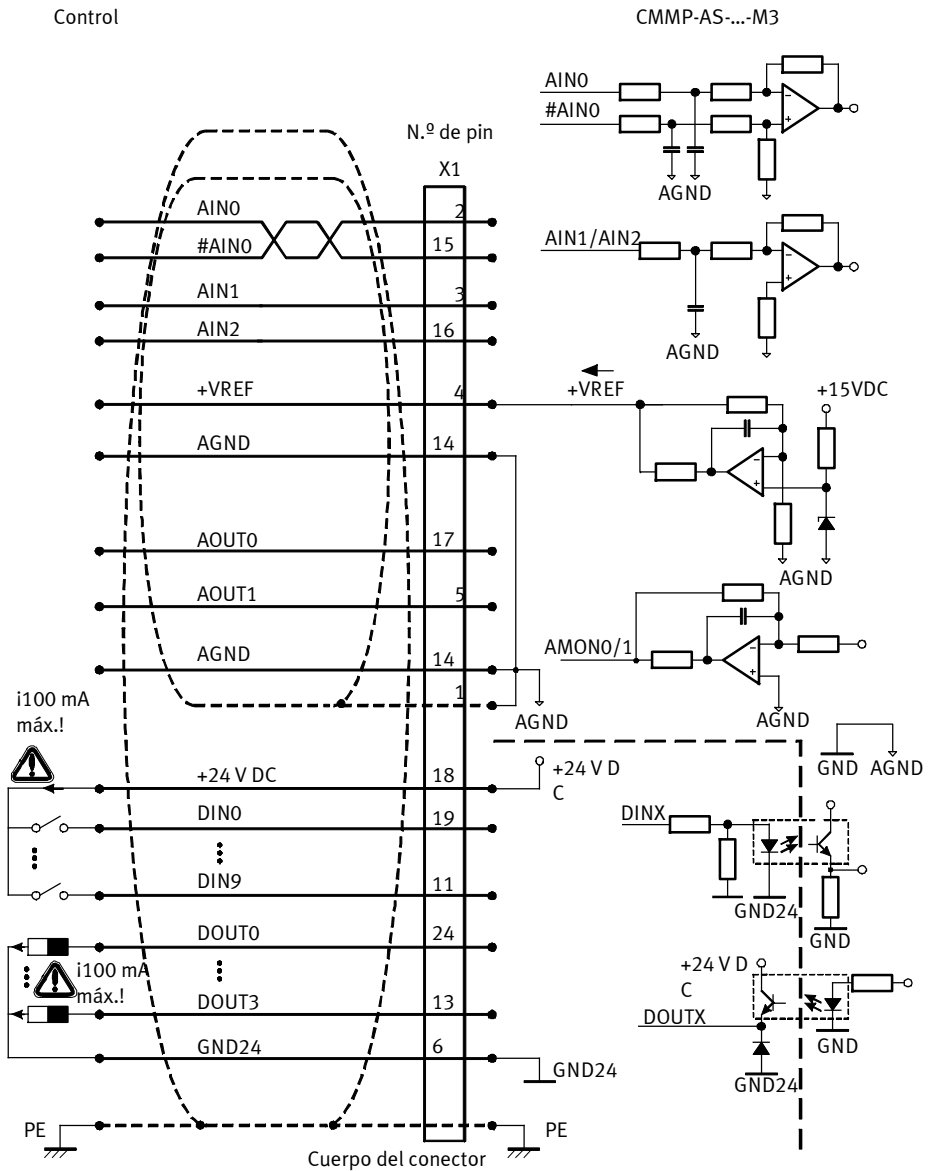 Control
CMMP-AS-...-M3
N.º de pin
X1
AIN0
2
#AIN0
15
AIN1
3
AIN2
16
+VREF
4
AGND
14
AOUT0
17
AOUT1
5
AGND
14
1
¡100 mA
máx.!
+24 V DC
18
DIN0
19
DIN9
11
DOUT0
24
¡100 mA
máx.!
DOUT3
13
GND24
6
PE
Cuerpo del conector
PE
GND24
AGND
+24 V D
C
AIN0
#AIN0
-
+
AGND
AIN1/AIN2
-
+
AGND
+VREF
+15VDC
-
+
AGND
AMON0/1
-
+
AGND
GND
AGND
DINX
GND24
GND
+24 V D
C
DOUTX
GND24
GND